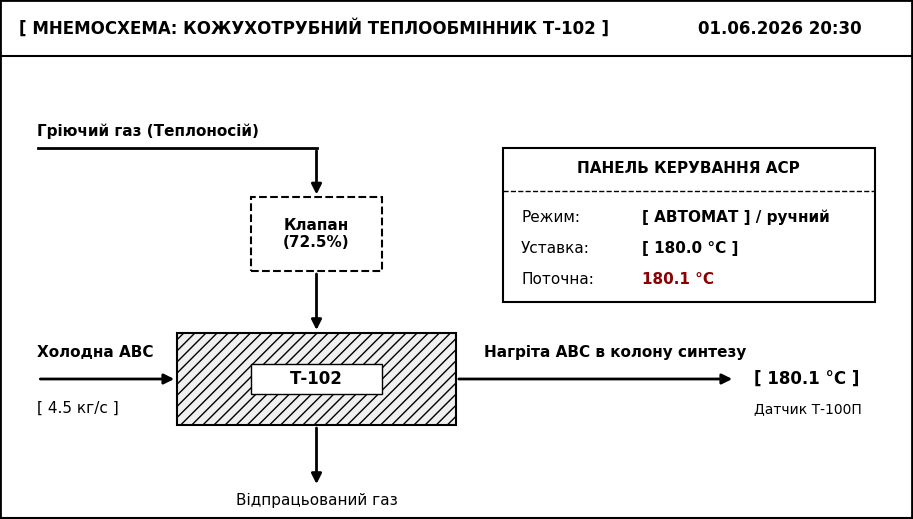 [ МНЕМОСХЕМА: КОЖУХОТРУБНИЙ ТЕПЛООБМІННИК Т-102 ] 01.06.2026 20:30
Гріючий газ (Теплоносій)
Клапан
(72.5%)
ПАНЕЛЬ КЕРУВАННЯ АСР
Режим: [ АВТОМАТ ] / ручний
Уставка: [ 180.0 °C ]
Поточна: 180.1 °C
Холодна АВС
[ 4.5 кг/с ]
Т-102
Нагріта АВС в колону синтезу
[ 180.1 °C ]
Датчик Т-100П
Відпрацьований газ